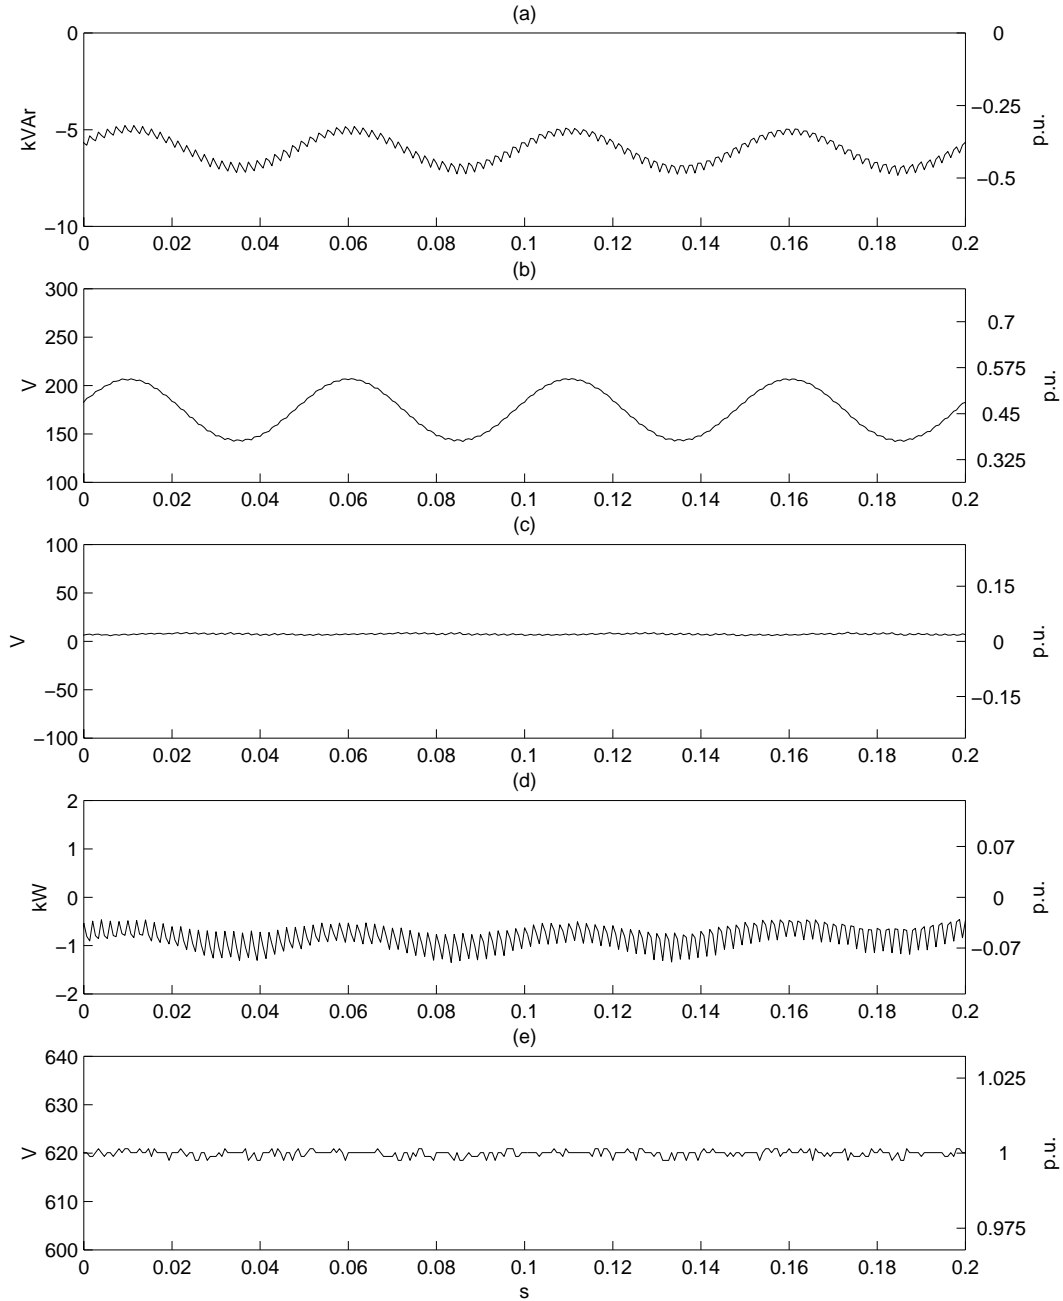 (a)
0 0
kVAr −5 −0.25 p.u.
−10 −0.5
0 0.02 0.04 0.06 0.08 0.1 0.12 0.14 0.16 0.18 0.2
(b)
300
250 0.7
V 200 0.575 p.u.
150 0.45
100 0.325
0 0.02 0.04 0.06 0.08 0.1 0.12 0.14 0.16 0.18 0.2
(c)
100
50 0.15
V 0 0 p.u.
−50 −0.15
−100
0 0.02 0.04 0.06 0.08 0.1 0.12 0.14 0.16 0.18 0.2
(d)
2
1 0.07
kW 0 0 p.u.
−1 −0.07
−2
0 0.02 0.04 0.06 0.08 0.1 0.12 0.14 0.16 0.18 0.2
(e)
640
630 1.025
V 620 1 p.u.
610
600 0.975
0 0.02 0.04 0.06 0.08 0.1 0.12 0.14 0.16 0.18 0.2
s